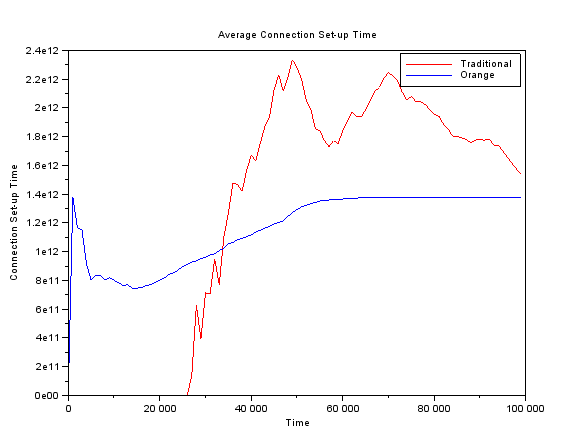 Average Connection Set-up Time
Traditional
Orange
Connection Set-up Time
2.4e12
2.2e12
2e12
1.8e12
1.6e12
1.4e12
1.2e12
1e12
8e11
6e11
4e11
2e11
0e00
0
20 000
40 000
60 000
80 000
100 000
Time